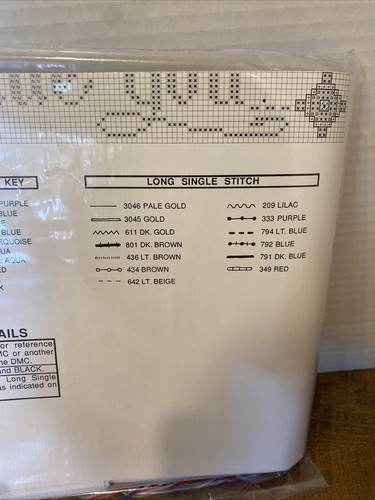 KEY
PURPLE
BLUE
BLUE
RQUOISE
UA
AQUA
ED
K
LONG SINGLE STITCH
3046 PALE GOLD
3045 GOLD
611 DK. GOLD
801 DK. BROWN
436 LT. BROWN
434 BROWN
642 LT. BEIGE
209 LILAC
333 PURPLE
794 LT. BLUE
792 BLUE
791 DK. BLUE
349 RED
AILS
or reference
MC or another
he DMC.
and BLACK.
Long Single
as indicated on